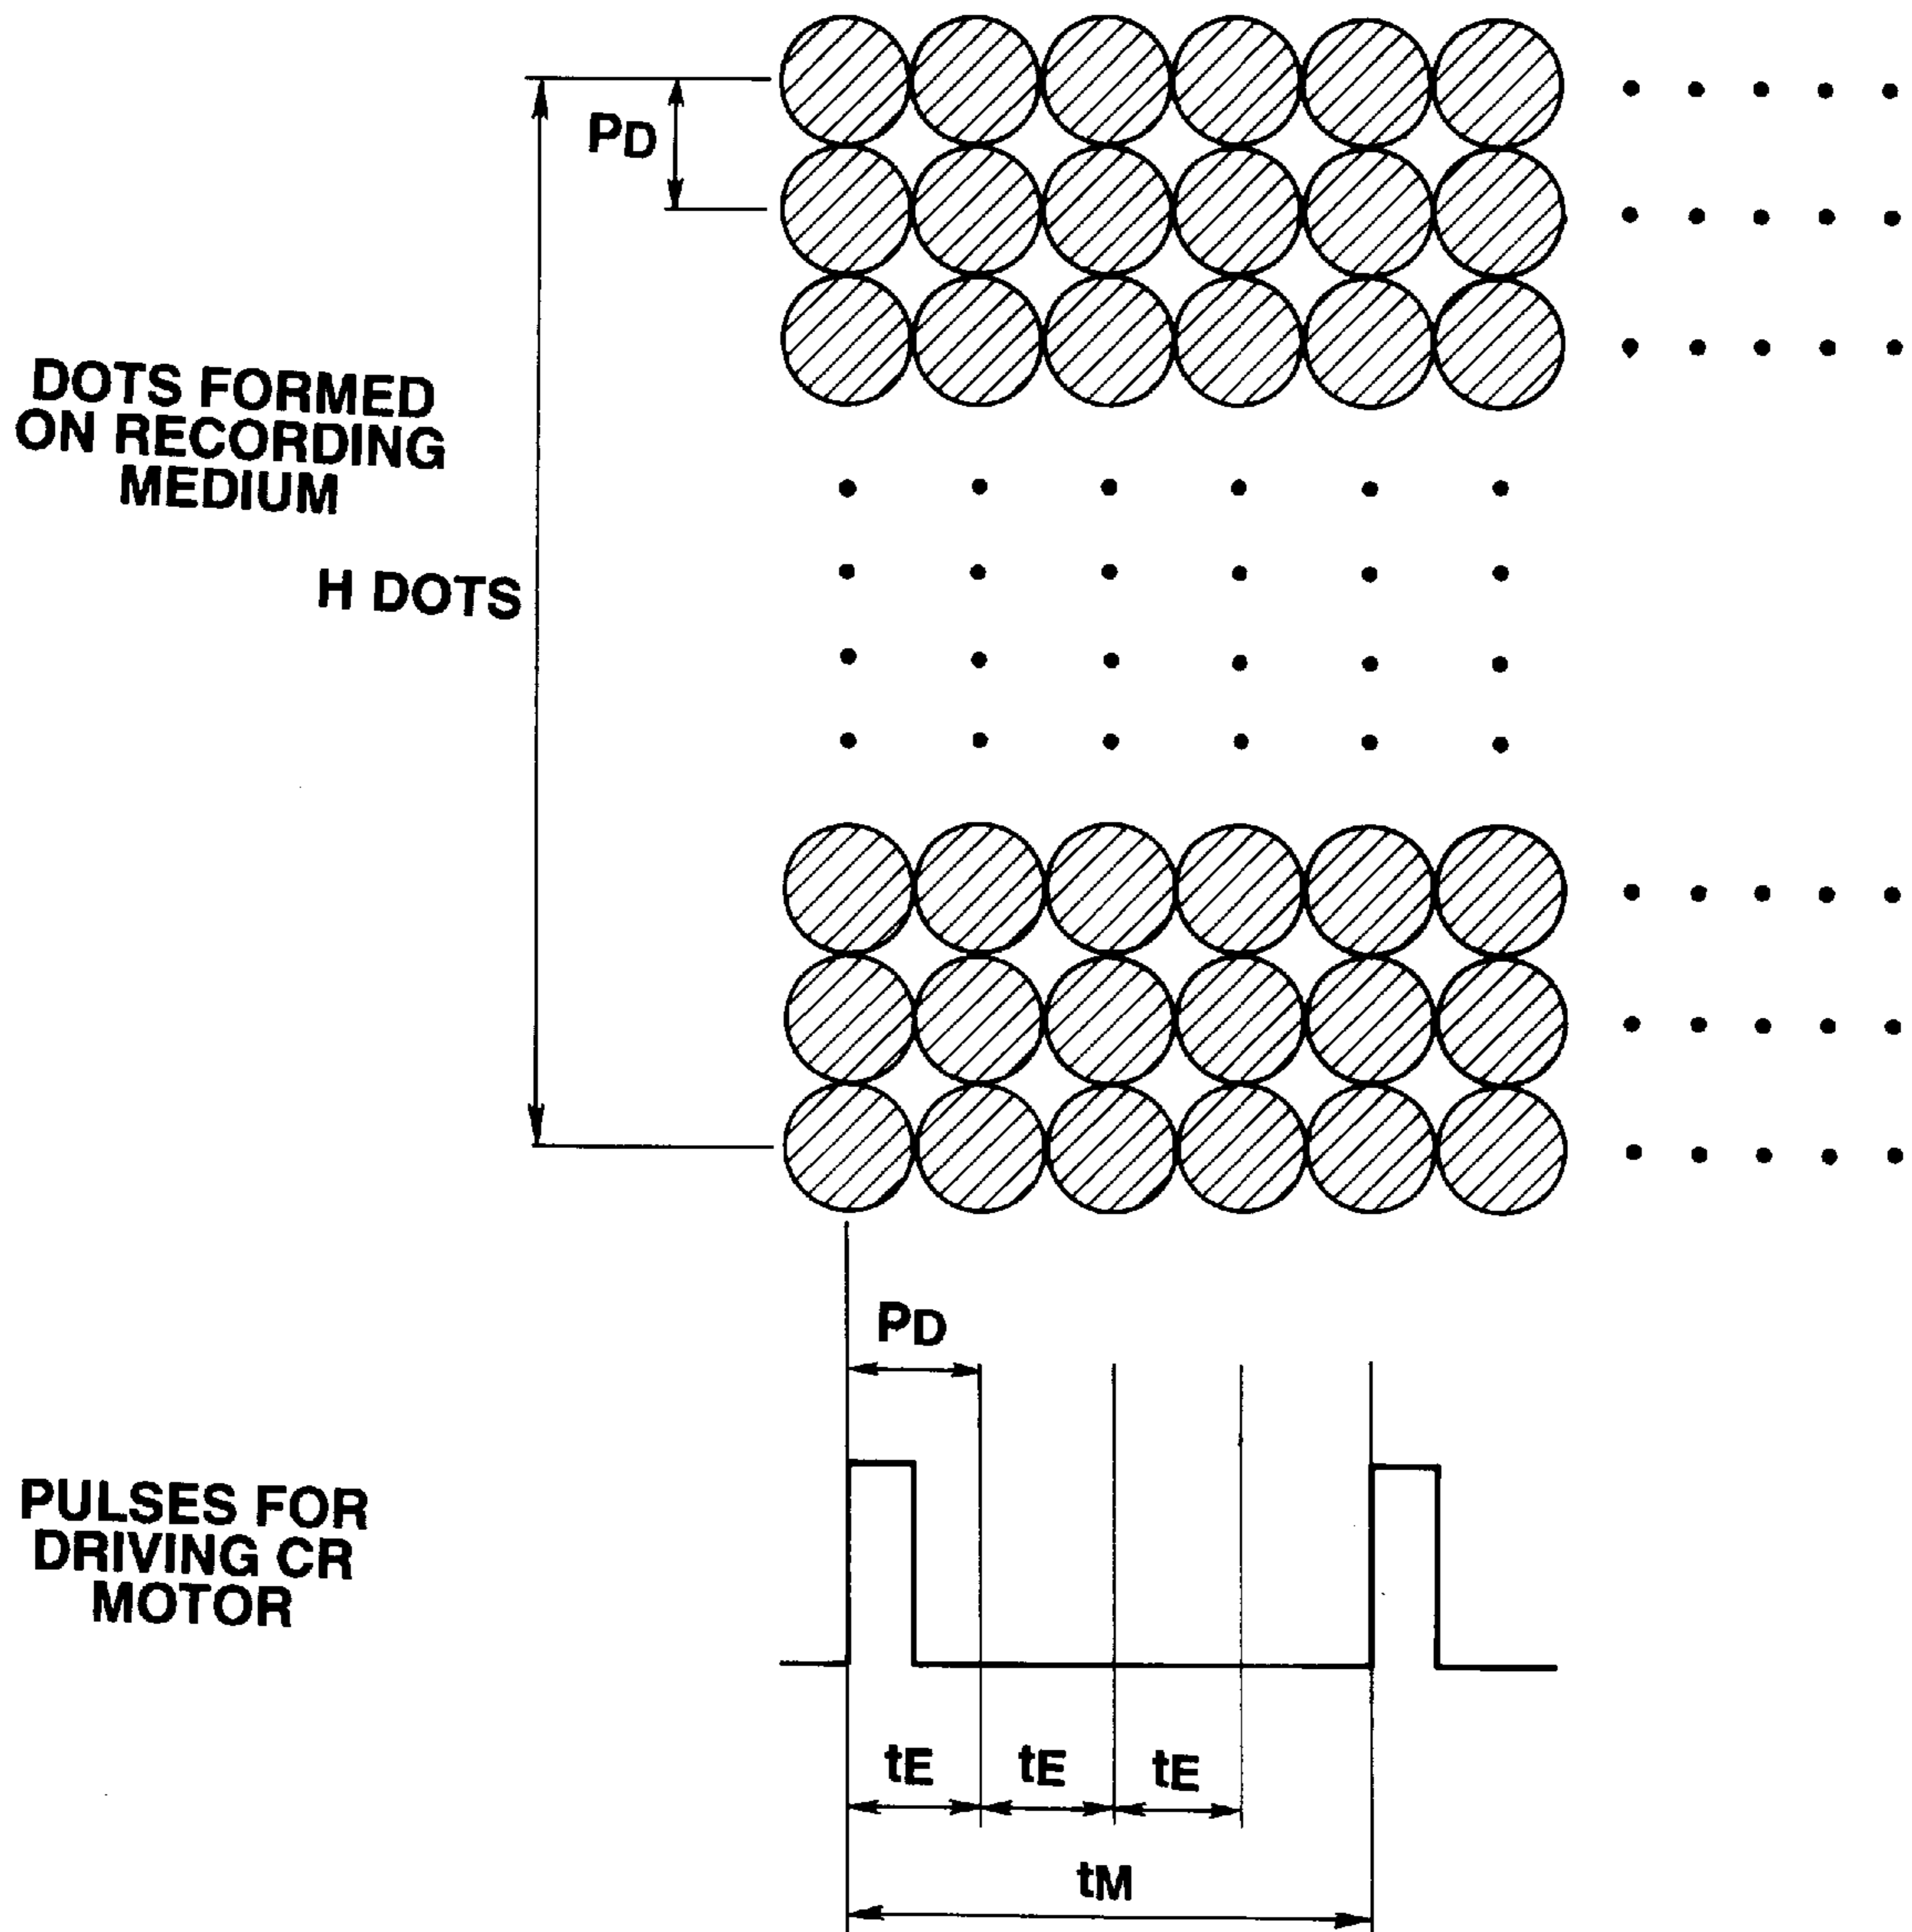 PD
DOTS FORMED
ON RECORDING
MEDIUM
H DOTS
PD
PULSES FOR
DRIVING CR
MOTOR
tE tE tE
tM